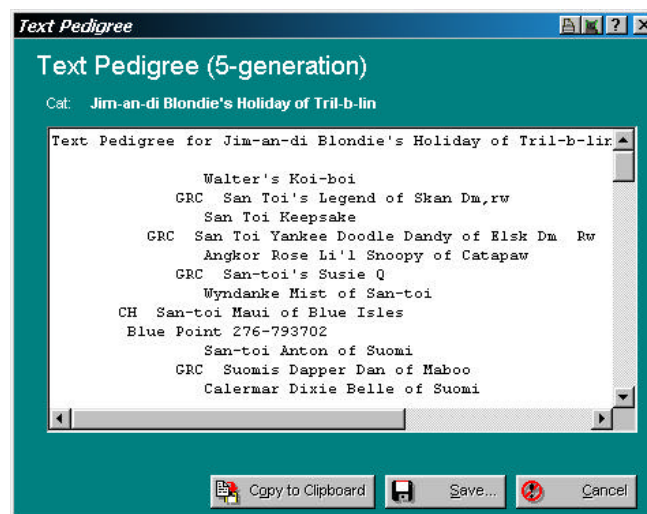 Text Pedigree
Text Pedigree (5-generation)
Cat: Jim-an-di Blondie's Holiday of Tril-b-lin
Text Pedigree for Jim-an-di Blondie's Holiday of Tril-b-lin
Walter's Koi-boi
GRC San Toi's Legend of Skan Dm,rw
San Toi Keepsake
GRC San Toi Yankee Doodle Dandy of Elsk Dm Rw
Angkor Rose Li'l Snoopy of Catapaw
GRC San-toi's Susie Q
Wyndanke Mist of San-toi
CH San-toi Maui of Blue Isles
Blue Point 276-793702
San-toi Anton of Suomi
GRC Suomis Dapper Dan of Maboo
Calermar Dixie Belle of Suomi
Copy to Clipboard Save... Cancel